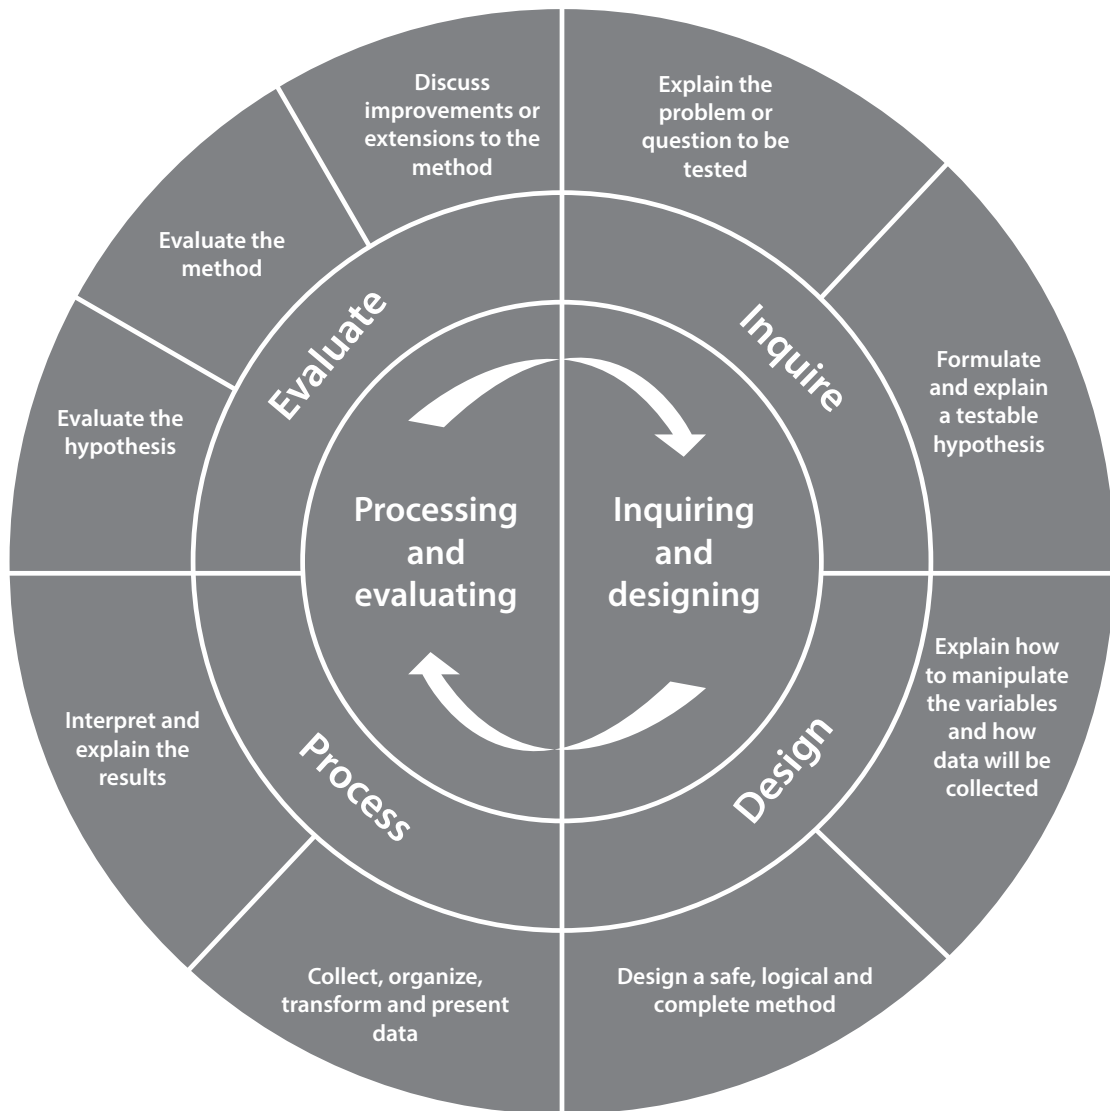 Discuss
improvements or
extensions to the
method
Explain the
problem or
question to be
tested
Evaluate the
method
Evaluate
Inquire
Formulate
and explain
a testable
hypothesis
Evaluate the
hypothesis
Processing
and
evaluating
Inquiring
and
designing
Explain how
to manipulate
the variables
and how
data will be
collected
Interpret and
explain the
results
Process
Design
Collect, organize,
transform and present
data
Design a safe, logical and
complete method